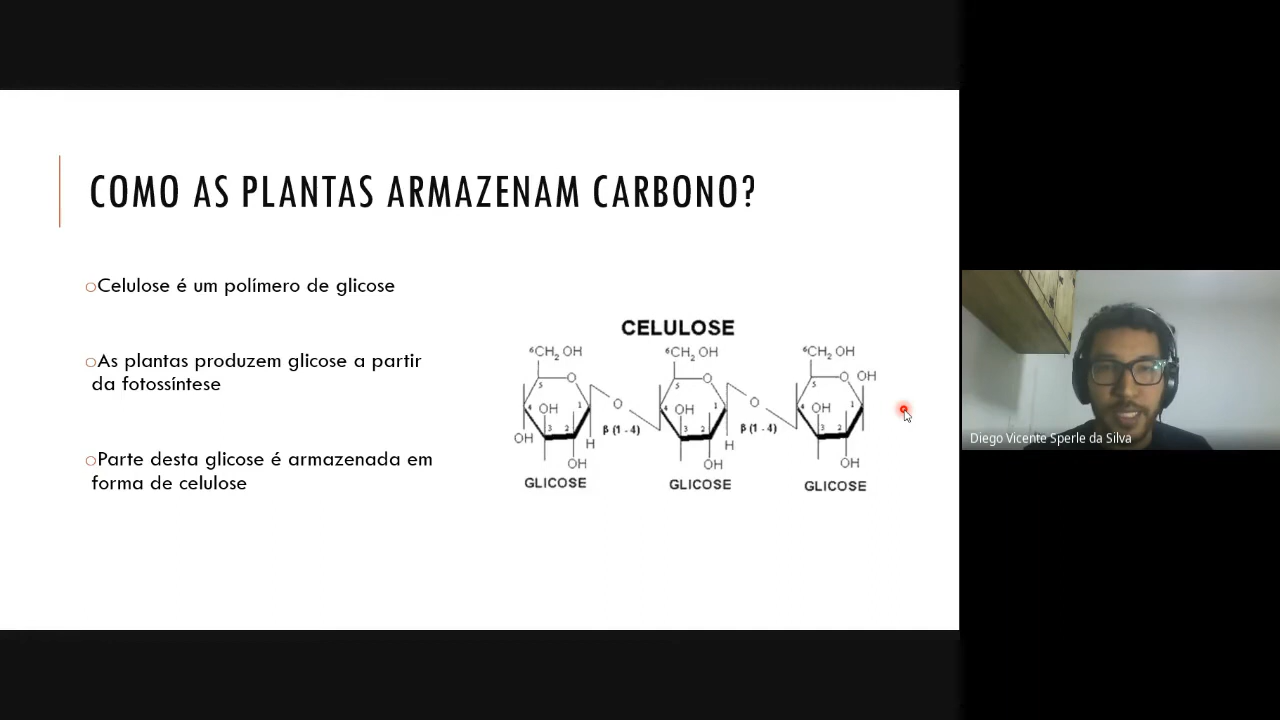 COMO AS PLANTAS ARMAZENAM CARBONO?
oCelulose é um polímero de glicose
oAs plantas produzem glicose a partir
da fotossíntese
oParte desta glicose é armazenada em
forma de celulose
CELULOSE
⁶CH₂ OH ⁶CH₂ OH ⁶CH₂ OH
5 O 5 O 5 O OH
4 OH 1 O 4 OH 1 O 4 OH 1
3 2 β (1 - 4) 3 2 β (1 - 4) 3 2
OH H H
OH OH OH
GLICOSE GLICOSE GLICOSE
Diego Vicente Sperle da Silva